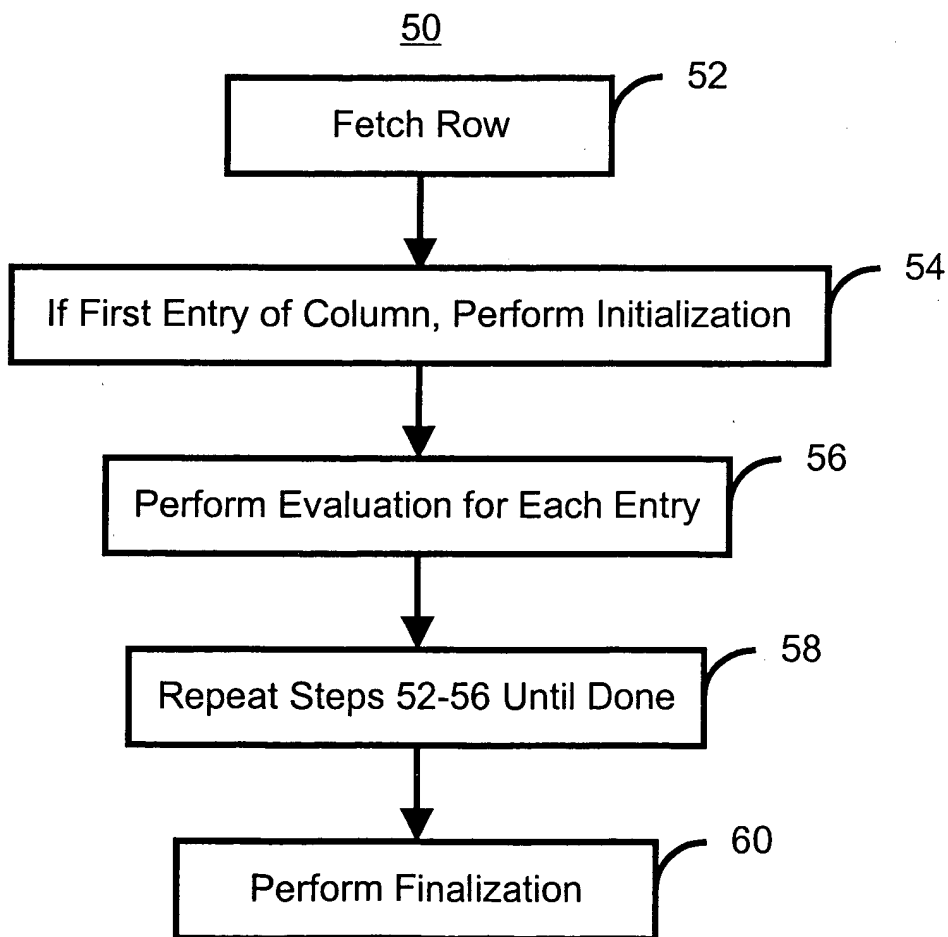 50
52
Fetch Row
54
If First Entry of Column, Perform Initialization
56
Perform Evaluation for Each Entry
58
Repeat Steps 52-56 Until Done
60
Perform Finalization